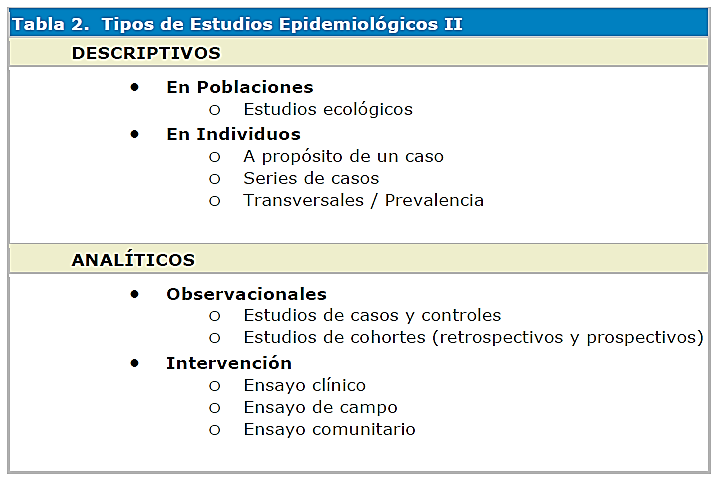 Tabla 2. Tipos de Estudios Epidemiológicos II
DESCRIPTIVOS
• En Poblaciones
o Estudios ecológicos
• En Individuos
o A propósito de un caso
o Series de casos
o Transversales / Prevalencia
ANALÍTICOS
• Observacionales
o Estudios de casos y controles
o Estudios de cohortes (retrospectivos y prospectivos)
• Intervención
o Ensayo clínico
o Ensayo de campo
o Ensayo comunitario